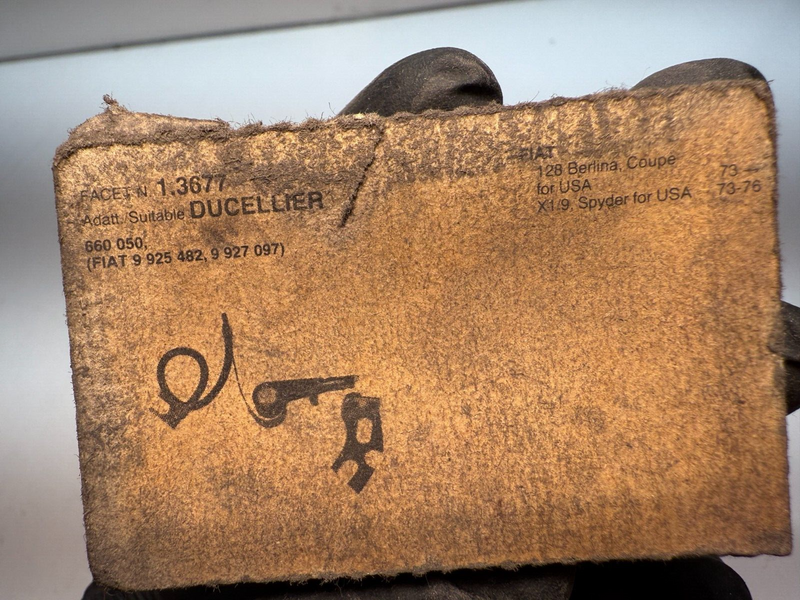 FACET N. 1.3677
Adatt./Suitable DUCELLIER
660 050,
(FIAT 9 925 482, 9 927 097)
FIAT
128 Berlina, Coupe 73 —
for USA
X1.9, Spyder for USA 73-76